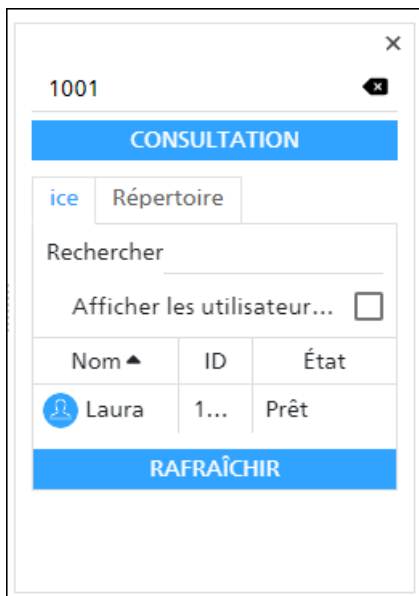 1001
CONSULTATION
ice Répertoire
Rechercher
Afficher les utilisateur...
Nom ID État
Laura 1... Prêt
RAFRAÎCHIR